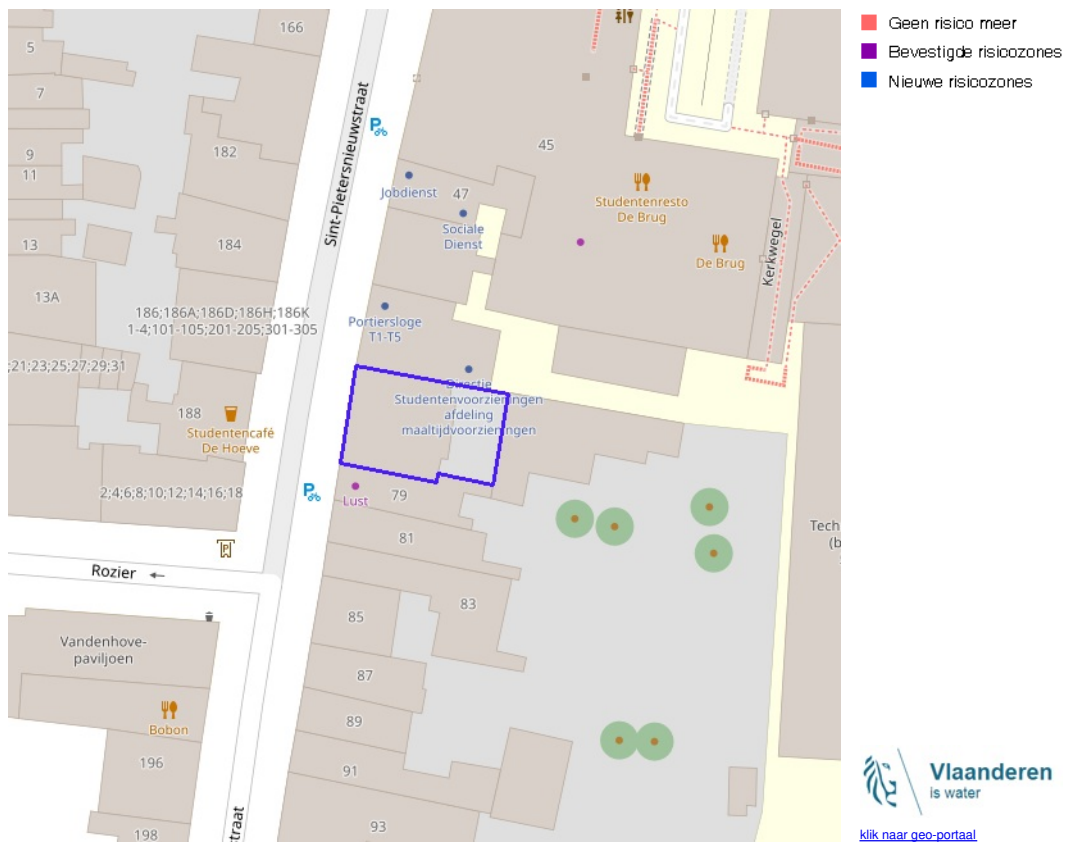 166
5
7
9
11
13
13A
182
184
Sint-Pietersnieuwstraat
P
45
Jobdienst
47
Sociale
Dienst
Studentenresto
De Brug
De Brug
Kerkwegel
186;186A;186D;186H;186K
1-4;101-105;201-205;301-305
Portiersloge
T1-T5
;21;23;25;27;29;31
188
Studentencafé
De Hoeve
Directie
Studentenvoorzieningen
afdeling
maaltijdvoorzieningen
2;4;6;8;10;12;14;16;18
P
Lust
79
81
P
Rozier
83
85
87
89
91
93
Vandenhove-
paviljoen
Bobon
196
198
straat
Tech
(b
Geen risico meer
Bevestigde risicozones
Nieuwe risicozones
Vlaanderen
is water
klik naar geo-portaal